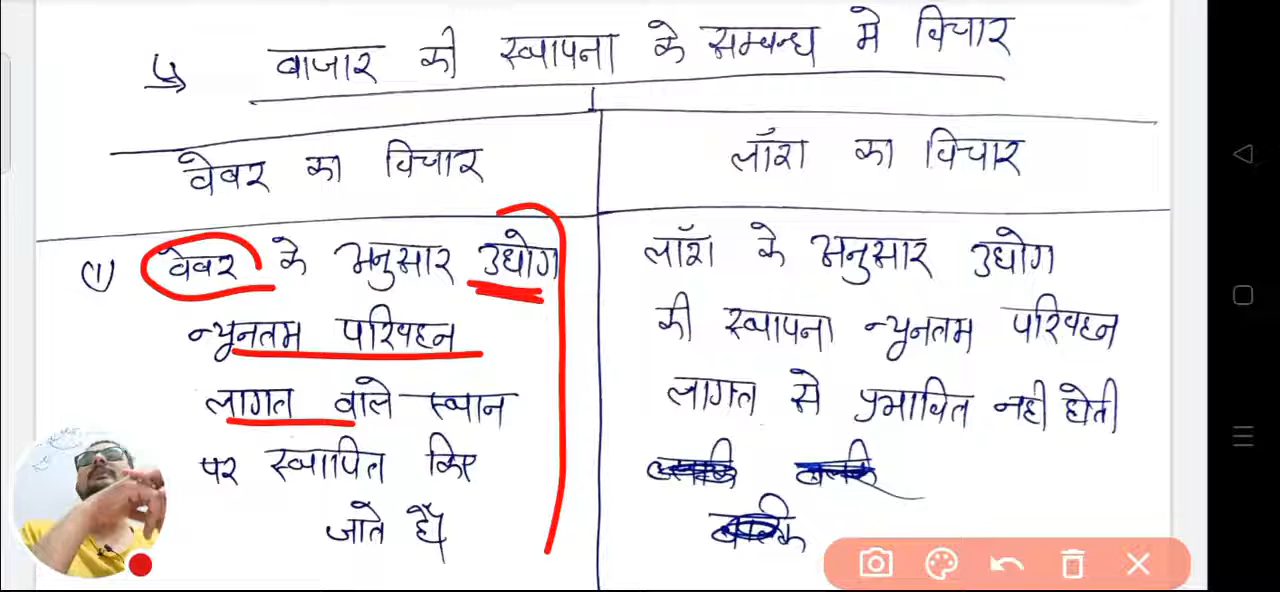 बाजार की स्थापना के सम्बन्ध मे विचार
वेबर का विचार
लॉश का विचार
(1) वेबर के अनुसार उद्योग
न्यूनतम परिवहन
लागत वाले स्थान
पर स्थापित किए
जाते हैं
लॉश के अनुसार उद्योग
की स्थापना न्यूनतम परिवहन
लागत से प्रभावित नही होती